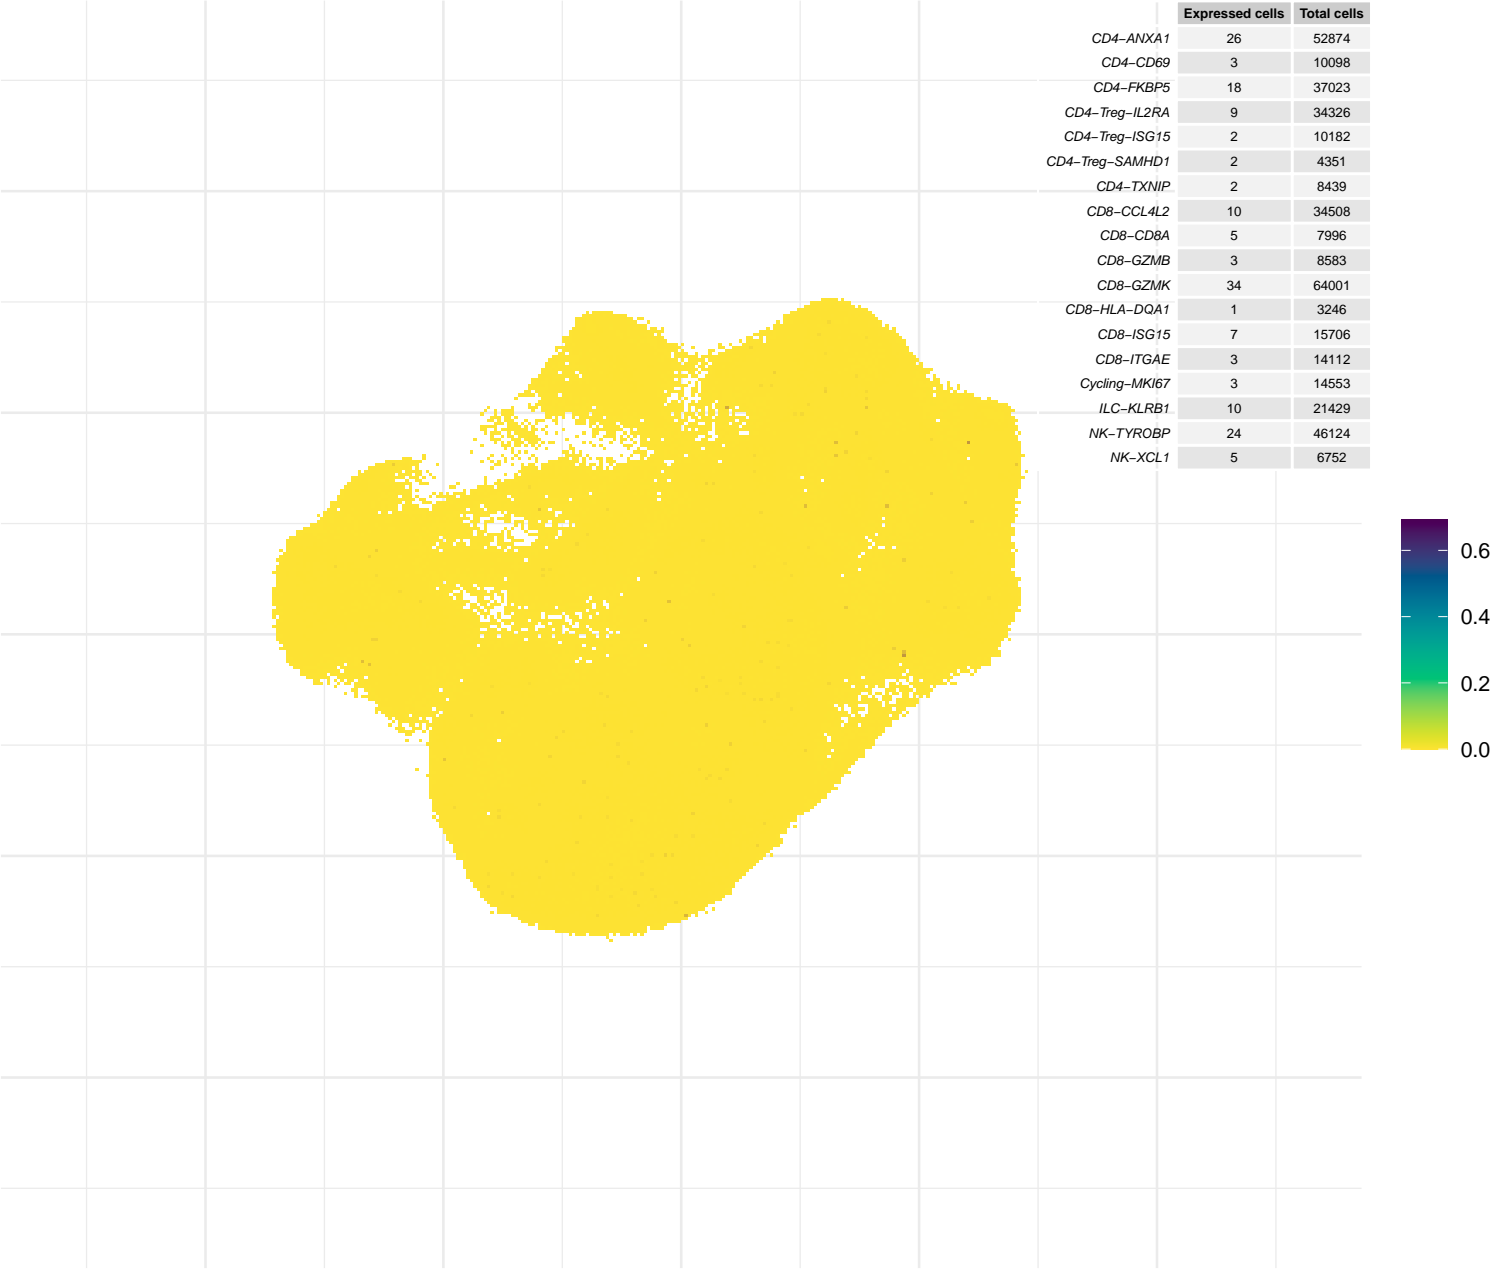 Expressed cells Total cells
CD4−ANXA1 26 52874
CD4−CD69 3 10098
CD4−FKBP5 18 37023
CD4−Treg−IL2RA 9 34326
CD4−Treg−ISG15 2 10182
CD4−Treg−SAMHD1 2 4351
CD4−TXNIP 2 8439
CD8−CCL4L2 10 34508
CD8−CD8A 5 7996
CD8−GZMB 3 8583
CD8−GZMK 34 64001
CD8−HLA−DQA1 1 3246
CD8−ISG15 7 15706
CD8−ITGAE 3 14112
Cycling−MKI67 3 14553
ILC−KLRB1 10 21429
NK−TYROBP 24 46124
NK−XCL1 5 6752
0.6
0.4
0.2
0.0